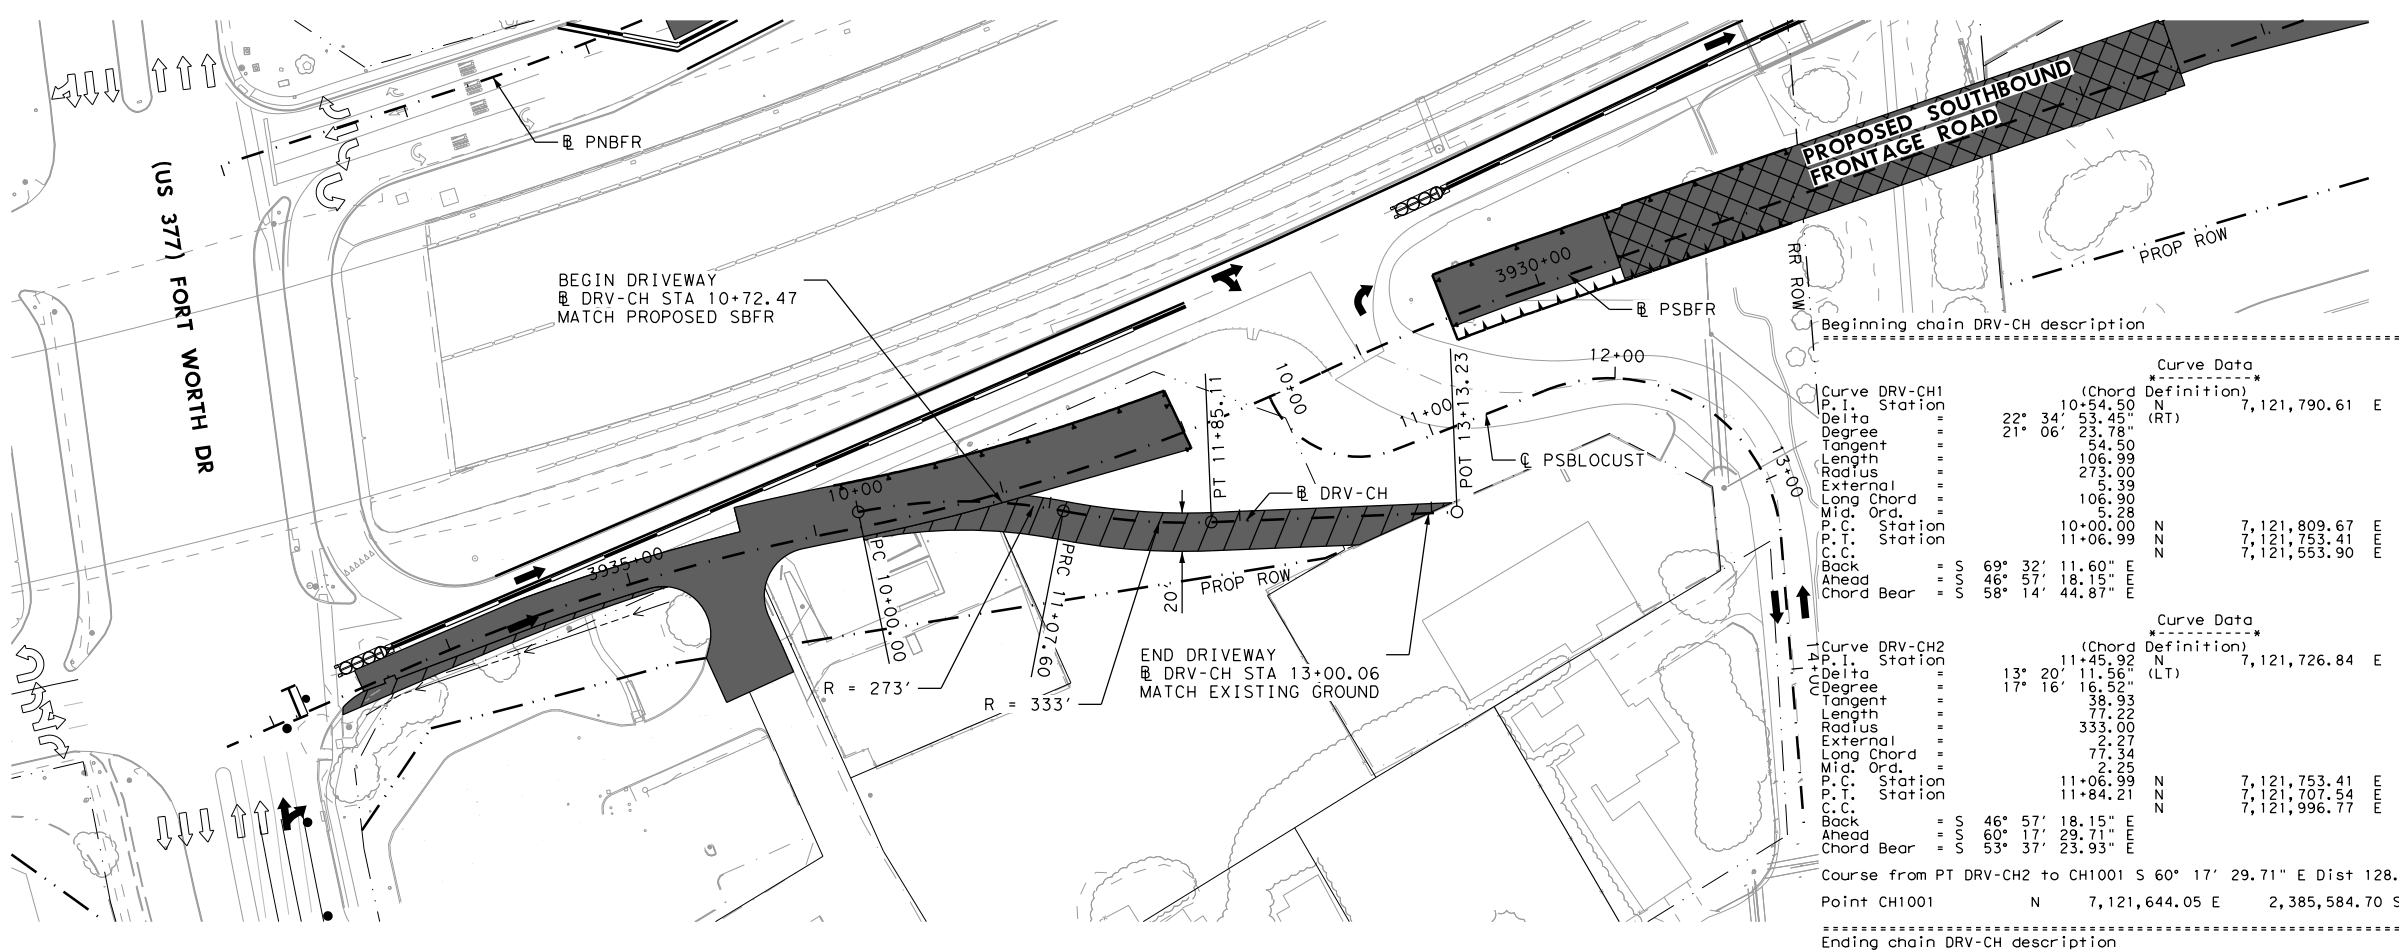 ℄ PNBFR
(US 377) FORT WORTH DR
BEGIN DRIVEWAY
℄ DRV-CH STA 10+72.47
MATCH PROPOSED SBFR
PROPOSED SOUTHBOUND
FRONTAGE ROAD
3930+00
℄ PSBFR
PROP ROW
RR ROW
10+00
11+00
12+00
13+00
14+00
℄ PSBLOCUST
PT 11+85.11
POT 13+13.23
℄ DRV-CH
10+00
3935+00
PC 10+00.00
PRC 11+07.60
20'
PROP ROW
R = 273'
R = 333'
END DRIVEWAY
℄ DRV-CH STA 13+00.06
MATCH EXISTING GROUND
Beginning chain DRV-CH description
Curve Data
*----------*
Curve DRV-CH1 (Chord Definition)
P.I. Station 10+54.50 N 7,121,790.61 E
Delta = 22° 34' 53.45" (RT)
Degree = 21° 06' 23.78"
Tangent = 54.50
Length = 106.99
Radius = 273.00
External = 5.39
Long Chord = 106.90
Mid. Ord. = 5.28
P.C. Station 10+00.00 N 7,121,809.67 E
P.T. Station 11+06.99 N 7,121,753.41 E
C.C. N 7,121,553.90 E
Back = S 69° 32' 11.60" E
Ahead = S 46° 57' 18.15" E
Chord Bear = S 58° 14' 44.87" E
Curve Data
*----------*
Curve DRV-CH2 (Chord Definition)
P.I. Station 11+45.92 N 7,121,726.84 E
Delta = 13° 20' 11.56" (LT)
Degree = 17° 16' 16.52"
Tangent = 38.93
Length = 77.22
Radius = 333.00
External = 2.27
Long Chord = 77.34
Mid. Ord. = 2.25
P.C. Station 11+06.99 N 7,121,753.41 E
P.T. Station 11+84.21 N 7,121,707.54 E
C.C. N 7,121,996.77 E
Back = S 46° 57' 18.15" E
Ahead = S 60° 17' 29.71" E
Chord Bear = S 53° 37' 23.93" E
Course from PT DRV-CH2 to CH1001 S 60° 17' 29.71" E Dist 128.
Point CH1001 N 7,121,644.05 E 2,385,584.70 S
Ending chain DRV-CH description